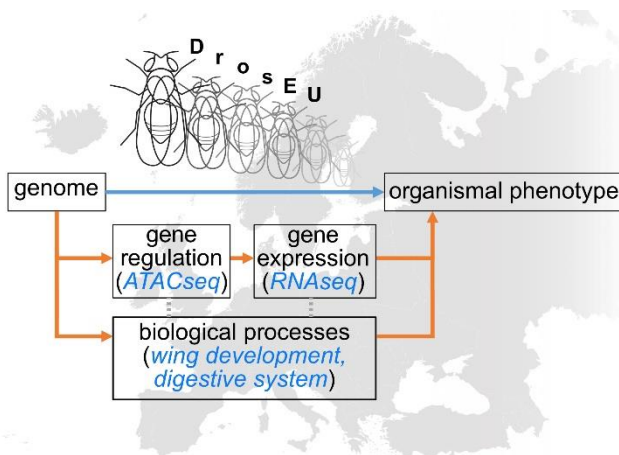 DrosEU
genome
organismal phenotype
gene
regulation
(ATACseq)
gene
expression
(RNAseq)
biological processes
(wing development,
digestive system)